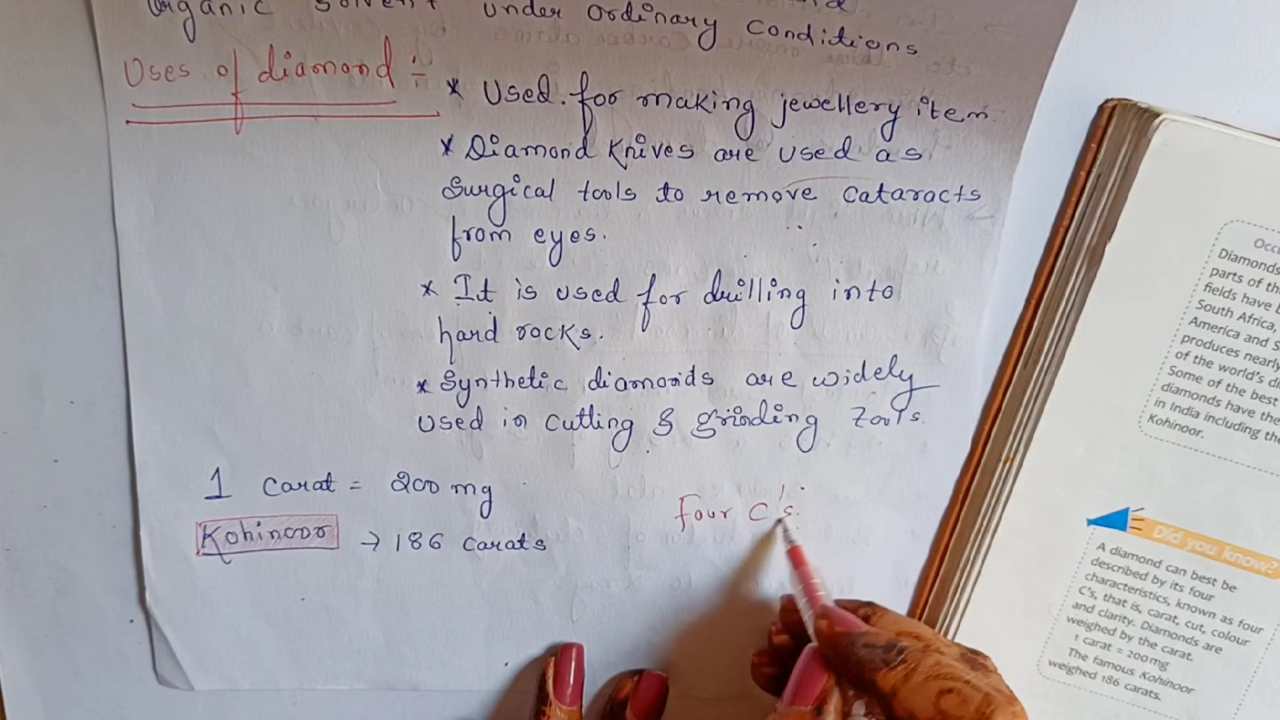 organic solvent under ordinary conditions
Uses of diamond :-
* Used for making jewellery item.
* Diamond knives are used as
surgical tools to remove cataracts
from eyes.
* It is used for drilling into
hard rocks.
* Synthetic diamonds are widely
used in cutting & grinding tools.
1 carat = 200 mg
Kohinoor → 186 carats
four C's:
Diamonds
parts of the
fields have
South Africa,
America and S
produces nearly
of the world's
Some of the best
diamonds have
in India including
Kohinoor.
Did you know?
A diamond can best be
described by its four
characteristics, known as four
C's, that is, carat, cut, colour
and clarity. Diamonds are
weighed by the carat.
1 carat = 200mg
The famous Kohinoor
weighed 186 carats.